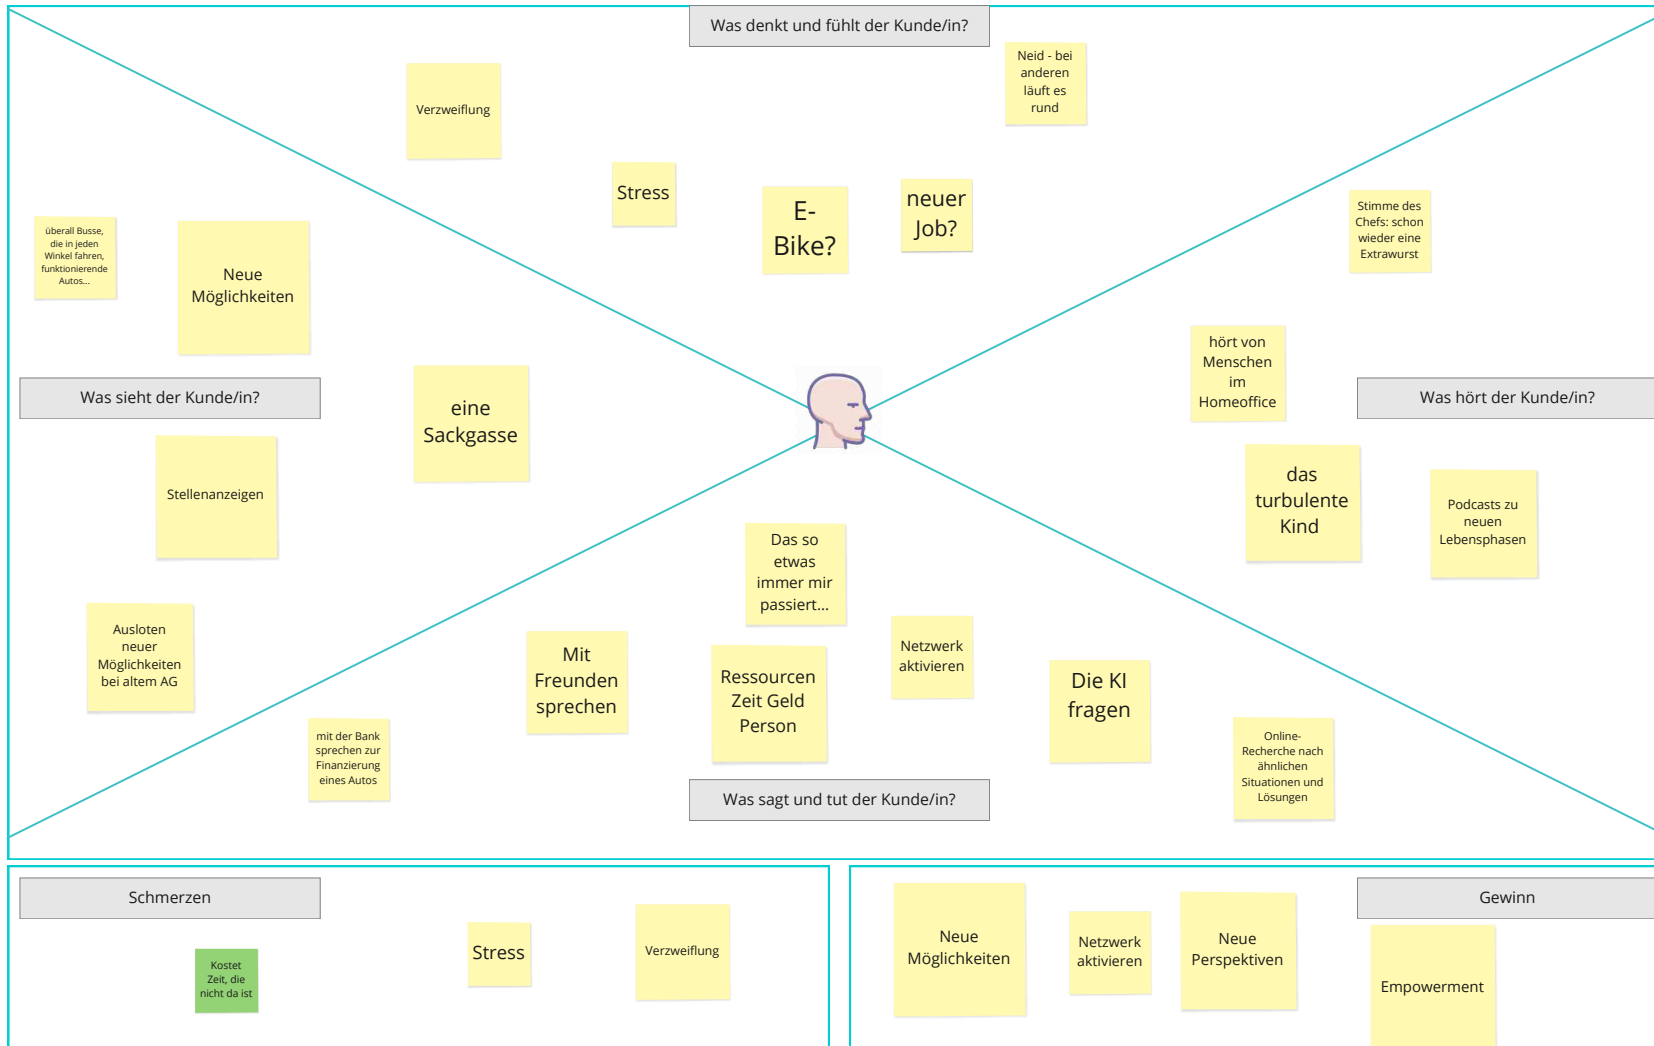 Was denkt und fühlt der Kunde/in?
Neid - bei
anderen
läuft es
rund
Verzweiflung
Stress
E-
Bike?
neuer
Job?
überall Busse,
die in jeden
Winkel fahren,
funktionierende
Autos...
Neue
Möglichkeiten
Was sieht der Kunde/in?
eine
Sackgasse
Stellenanzeigen
Ausloten
neuer
Möglichkeiten
bei altem AG
Stimme des
Chefs: schon
wieder eine
Extrawurst
hört von
Menschen
im
Homeoffice
Was hört der Kunde/in?
das
turbulente
Kind
Podcasts zu
neuen
Lebensphasen
Das so
etwas
immer mir
passiert...
Netzwerk
aktivieren
Mit
Freunden
sprechen
Ressourcen
Zeit Geld
Person
Die KI
fragen
mit der Bank
sprechen zur
Finanzierung
eines Autos
Online-
Recherche nach
ähnlichen
Situationen und
Lösungen
Was sagt und tut der Kunde/in?
Schmerzen
Kostet
Zeit, die
nicht da ist
Stress
Verzweiflung
Gewinn
Neue
Möglichkeiten
Netzwerk
aktivieren
Neue
Perspektiven
Empowerment